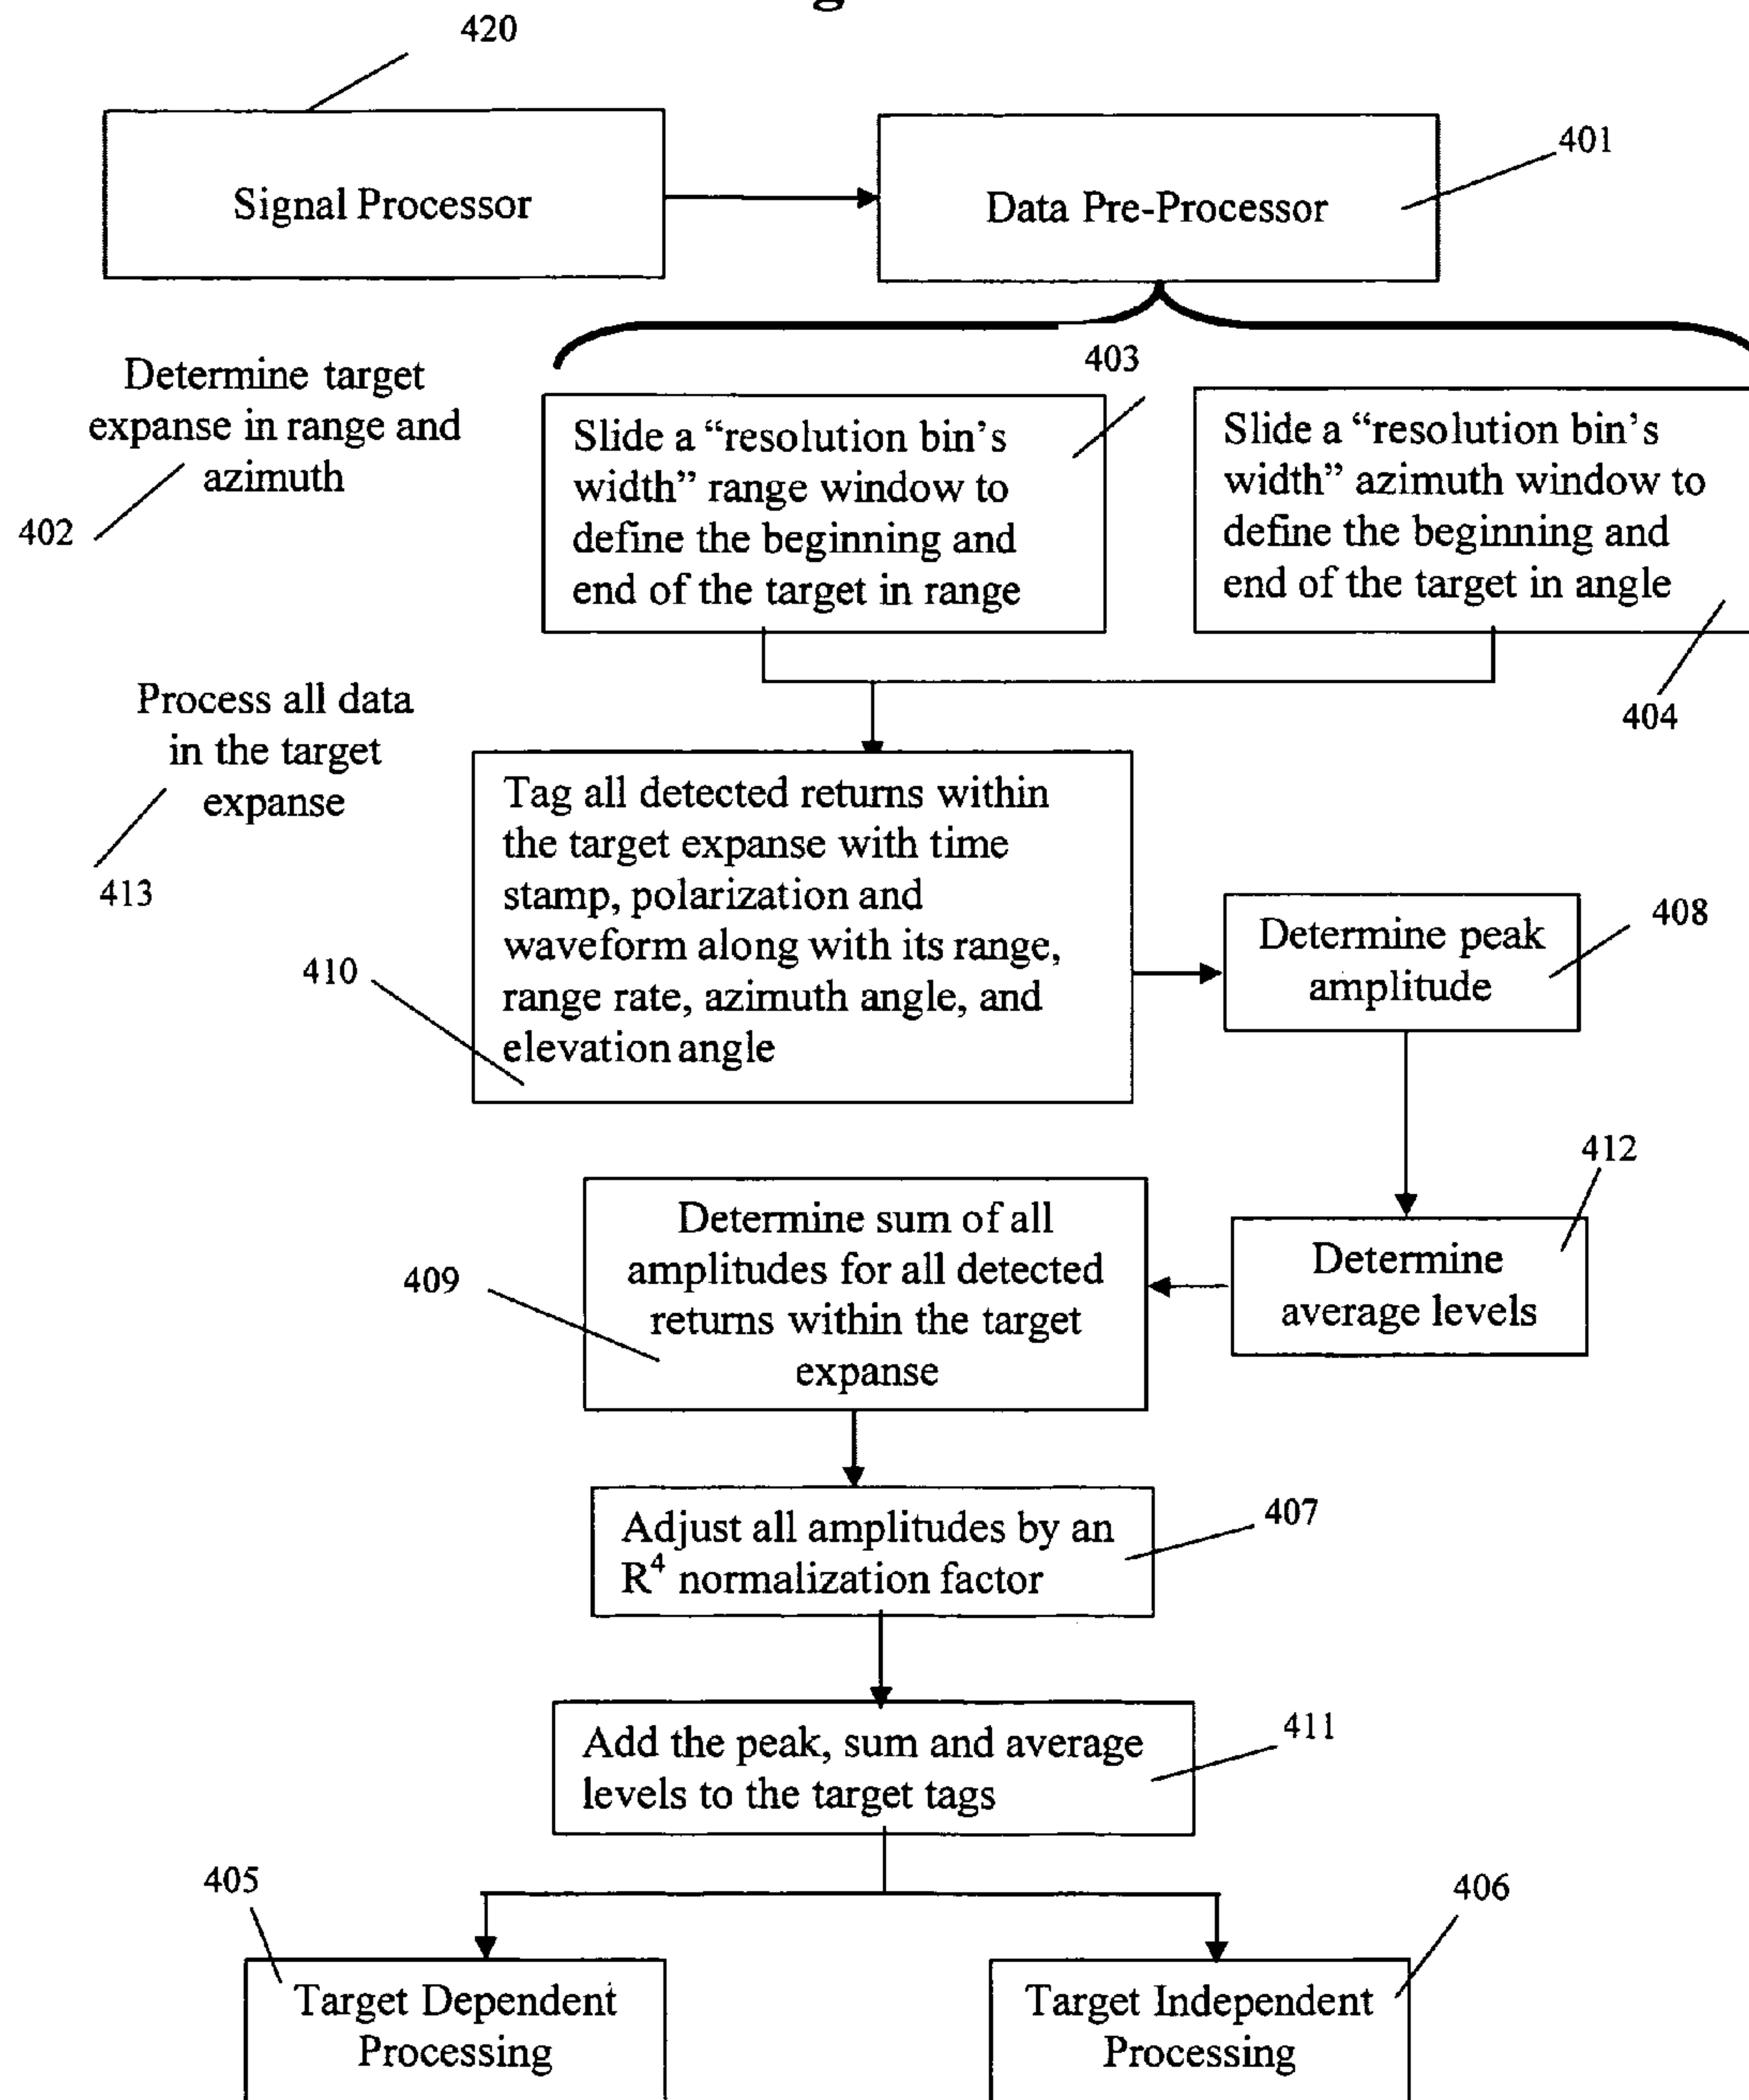 420
401
Signal Processor
Data Pre-Processor
403
Determine target
expanse in range and
azimuth
402
Slide a “resolution bin’s
width” range window to
define the beginning and
end of the target in range
Slide a “resolution bin’s
width” azimuth window to
define the beginning and
end of the target in angle
404
Process all data
in the target
expanse
413
Tag all detected returns within
the target expanse with time
stamp, polarization and
waveform along with its range,
range rate, azimuth angle, and
elevation angle
410
Determine peak
amplitude
408
412
Determine sum of all
amplitudes for all detected
returns within the target
expanse
409
Determine
average levels
Adjust all amplitudes by an
R⁴ normalization factor
407
Add the peak, sum and average
levels to the target tags
411
405
406
Target Dependent
Processing
Target Independent
Processing